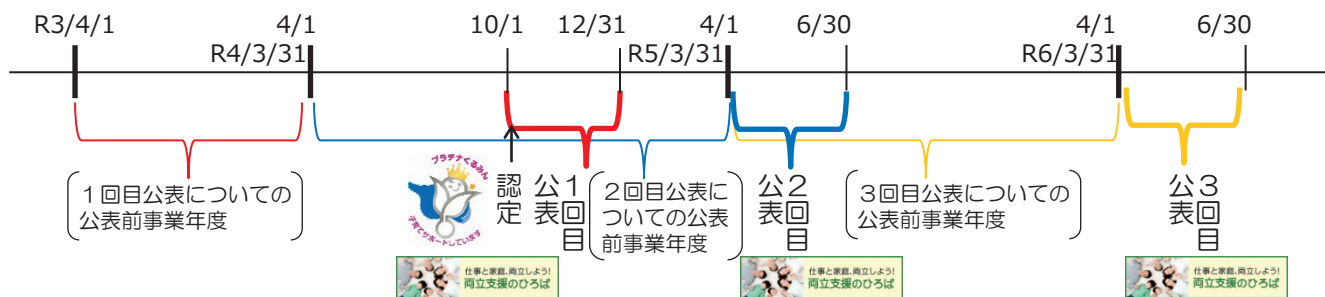 R3/4/1
4/1
10/1
12/31
4/1
6/30
4/1
6/30
R4/3/31
R5/3/31
R6/3/31
1回目公表についての
公表前事業年度
プラチナくるみん
子育てサポートしています
認定
1回目
公表
2回目公表に
ついての公表
前事業年度
2回目
公表
3回目公表についての
公表前事業年度
3回目
公表
仕事と家庭、両立しよう!
両立支援のひろば
仕事と家庭、両立しよう!
両立支援のひろば
仕事と家庭、両立しよう!
両立支援のひろば